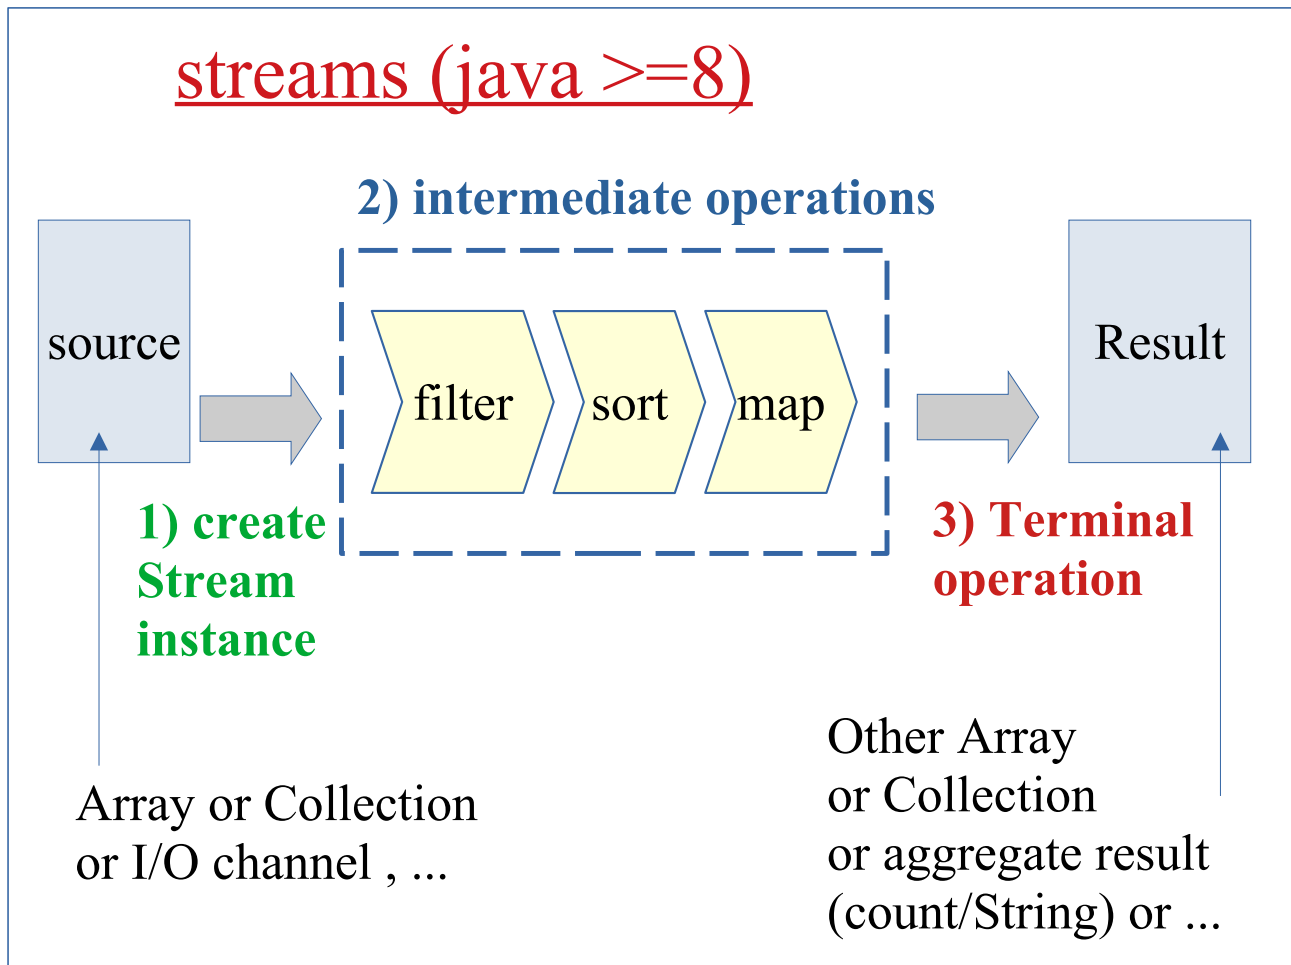 streams (java >=8)
2) intermediate operations
source
filter
sort
map
Result
1) create
Stream
instance
3) Terminal
operation
Array or Collection
or I/O channel , ...
Other Array
or Collection
or aggregate result
(count/String) or ...